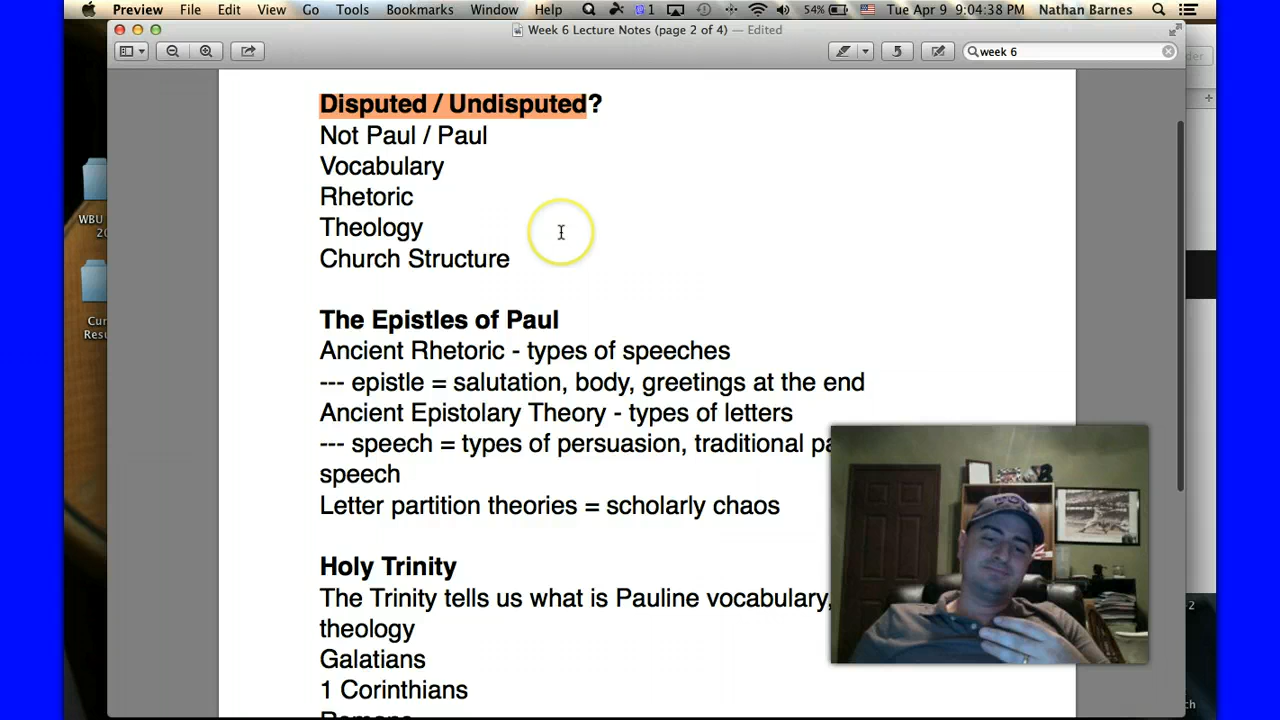 Preview File Edit View Go Tools Bookmarks Window Help 1 54% Tue Apr 9 9:04:38 PM Nathan Barnes
Week 6 Lecture Notes (page 2 of 4) — Edited
week 6
Disputed / Undisputed?
Not Paul / Paul
Vocabulary
Rhetoric
Theology
Church Structure
WBU
The Epistles of Paul
Ancient Rhetoric - types of speeches
--- epistle = salutation, body, greetings at the end
Ancient Epistolary Theory - types of letters
--- speech = types of persuasion, traditional pa
speech
Letter partition theories = scholarly chaos
Holy Trinity
The Trinity tells us what is Pauline vocabulary,
theology
Galatians
1 Corinthians
Romans